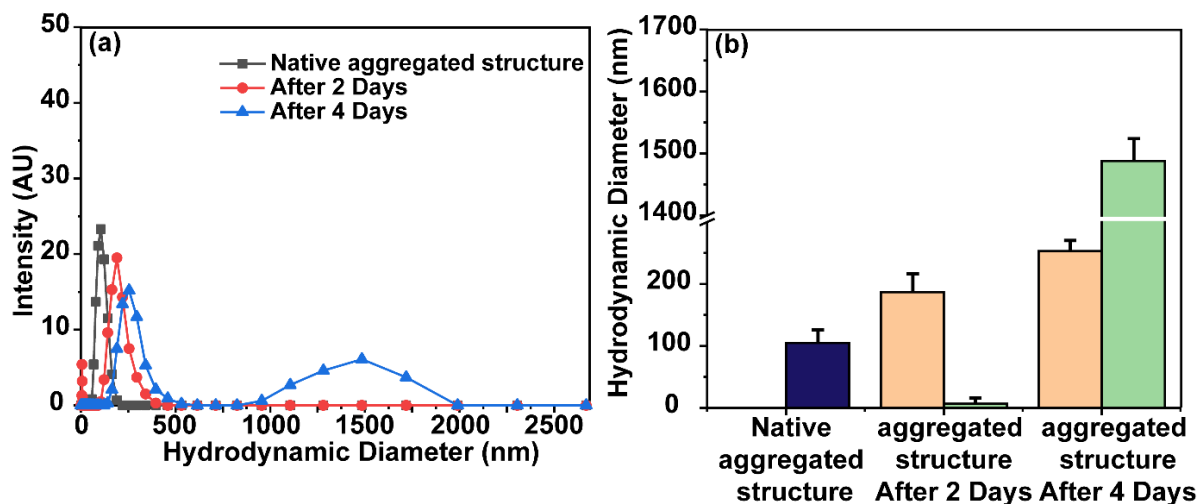 (a)
50
40
30
20
10
0
Intensity (AU)
Native aggregated structure
After 2 Days
After 4 Days
0 500 1000 1500 2000 2500
Hydrodynamic Diameter (nm)
(b)
1700
1600
1500
1400
200
100
0
Hydrodynamic Diameter (nm)
Native
aggregated
structure
aggregated
structure
After 2 Days
aggregated
structure
After 4 Days